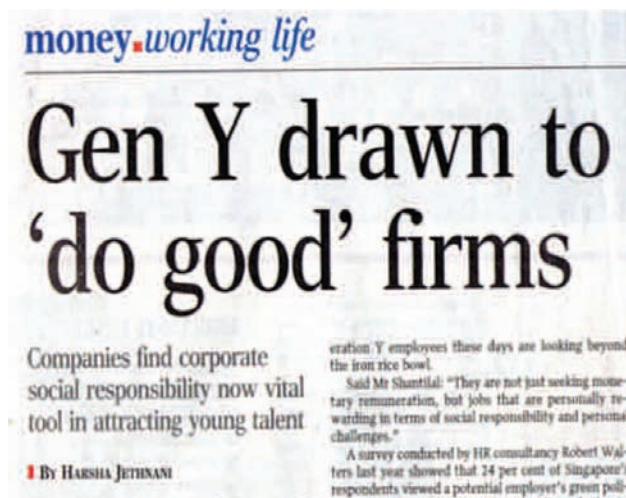 money.working life
Gen Y drawn to
‘do good’ firms
Companies find corporate
social responsibility now vital
tool in attracting young talent
BY HARSHA JETHNANI
eration Y employees these days are looking beyond
the iron rice bowl.
Said Mr Shantilal: “They are not just seeking mone-
tary remuneration, but jobs that are personally re-
warding in terms of social responsibility and persona
challenges.”
A survey conducted by HR consultancy Robert Wal-
ters last year showed that 24 per cent of Singapore's
respondents viewed a potential employer's green poli-